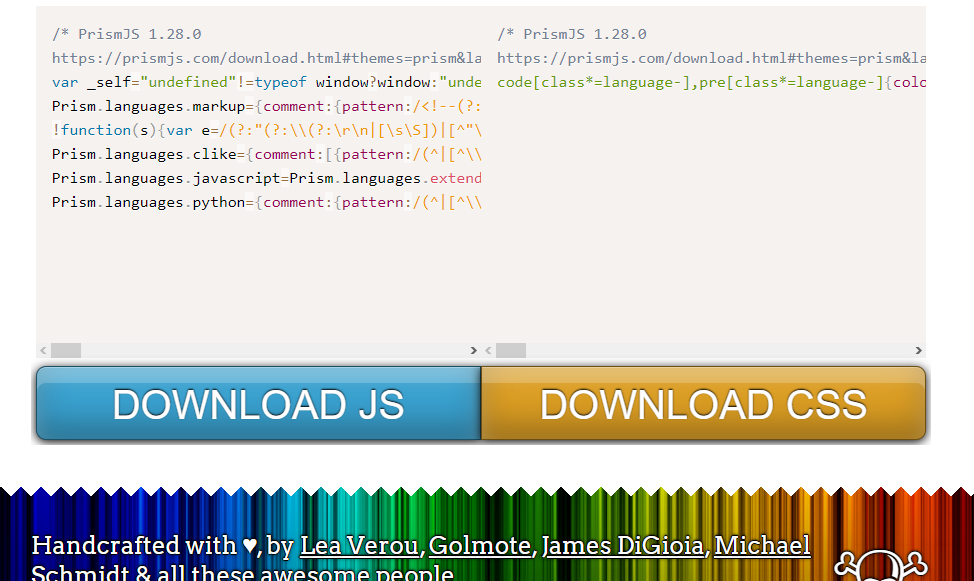 /* PrismJS 1.28.0
https://prismjs.com/download.html#themes=prism&la
var _self="undefined"!=typeof window?window:"unde
Prism.languages.markup={comment:{pattern:/<!--(?:
!function(s){var e=/(?:"(?:\\(?:\r\n|[\s\S])|[^"\
Prism.languages.clike={comment:[{pattern:/(^|[^\\
Prism.languages.javascript=Prism.languages.extend
Prism.languages.python={comment:{pattern:/(^|[^\\
/* PrismJS 1.28.0
https://prismjs.com/download.html#themes=prism&la
code[class*=language-],pre[class*=language-]{colo
DOWNLOAD JS
DOWNLOAD CSS
Handcrafted with ♥, by Lea Verou, Golmote, James DiGioia, Michael
Schmidt & all these awesome people